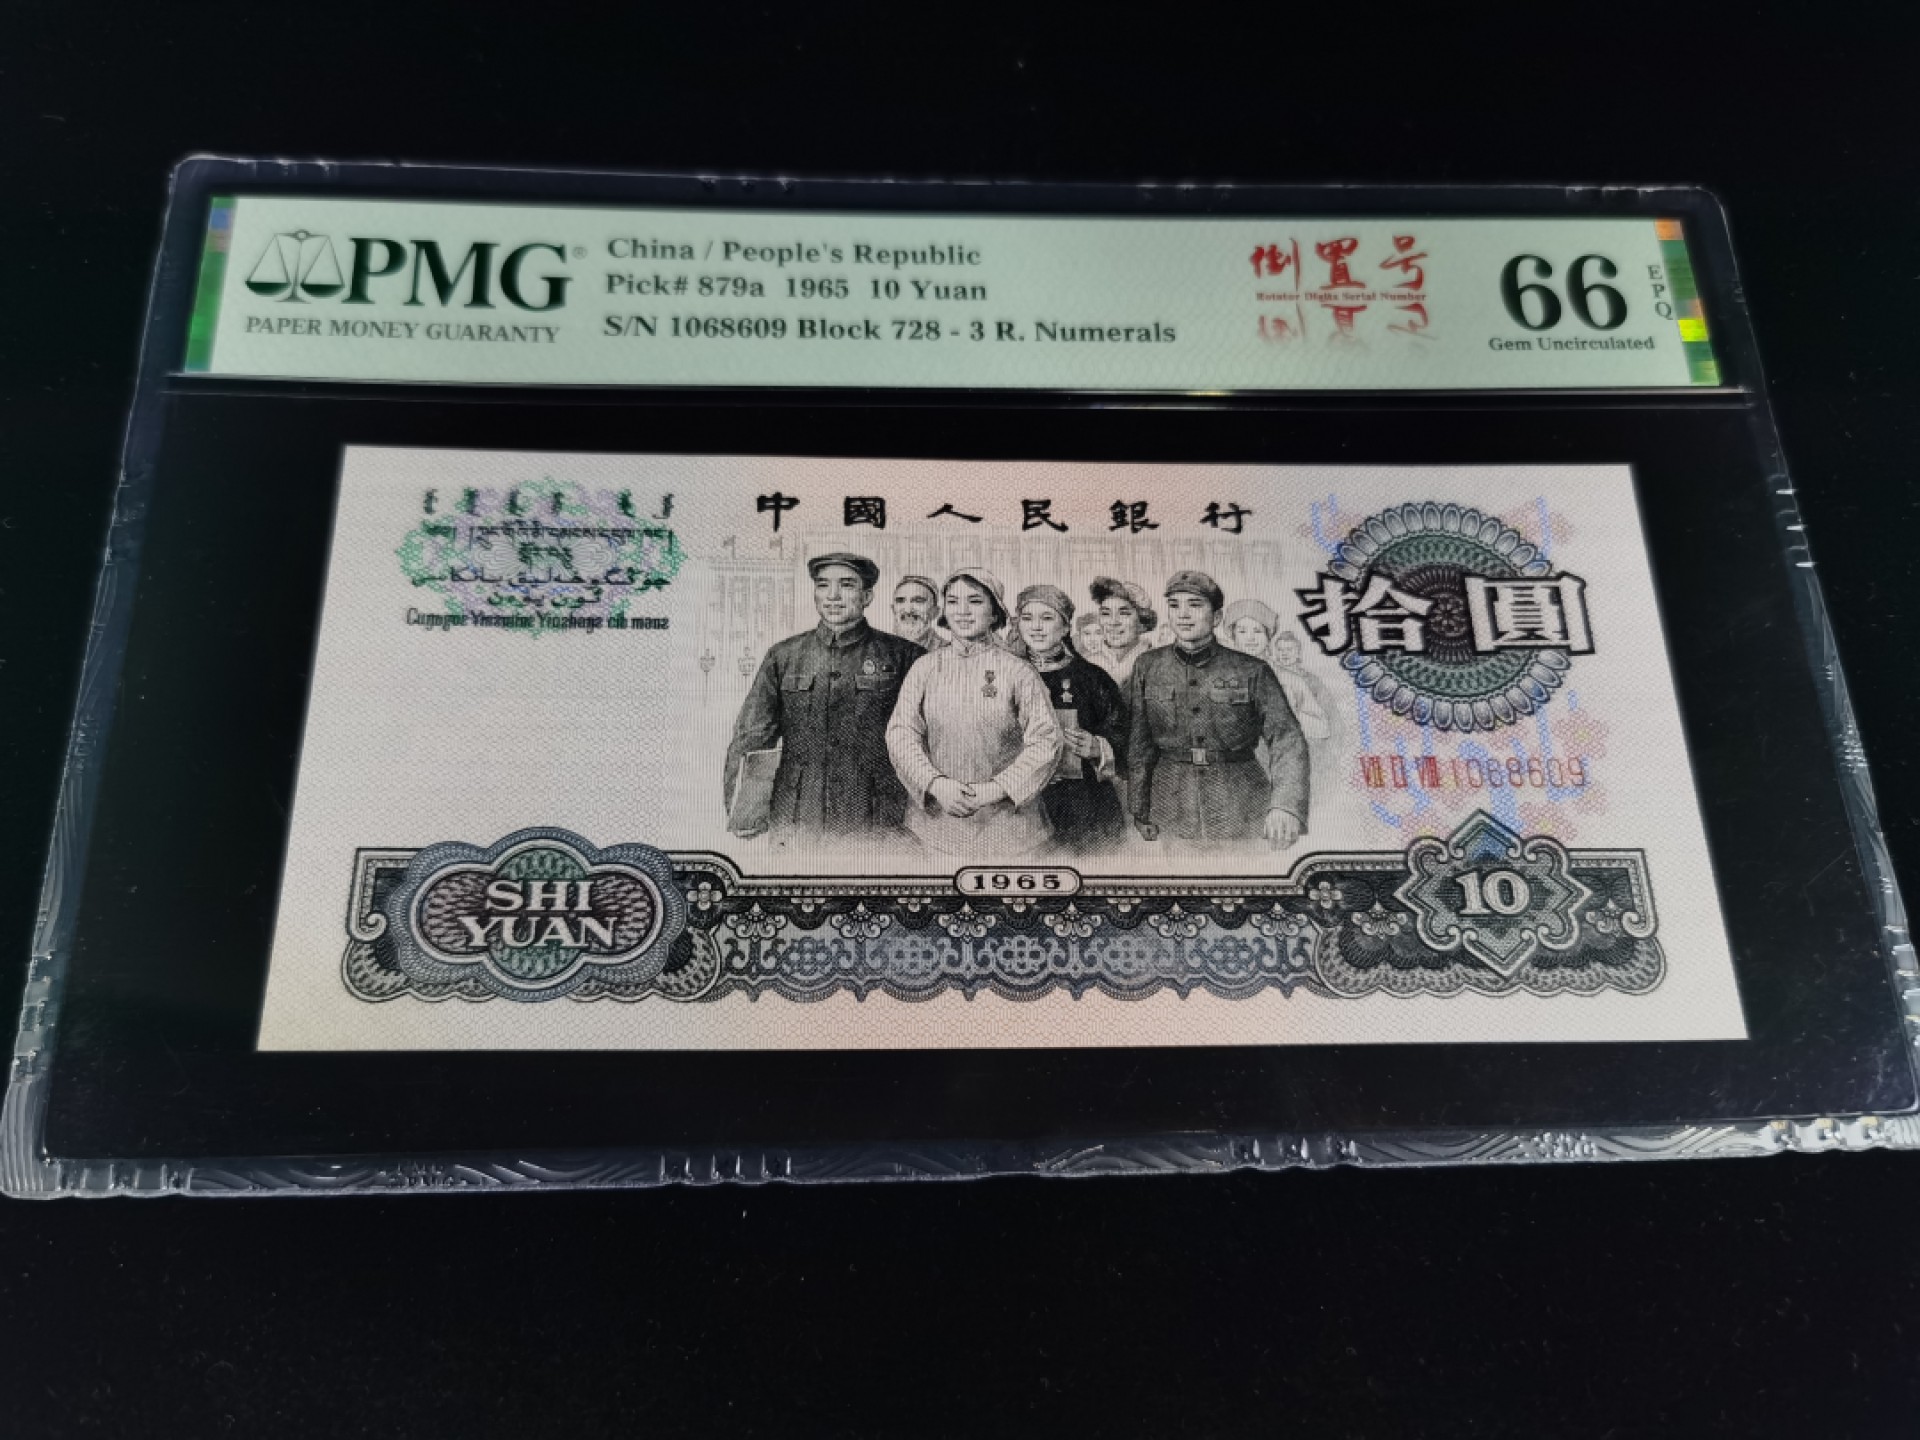 PMG®
PAPER MONEY GUARANTY
China / People's Republic
Pick# 879a 1965 10 Yuan
S/N 1068609 Block 728 - 3 R. Numerals
倒置号
Rotator Digits Serial Number
66
EPQ
Gem Uncirculated
中國人民銀行
拾圓
ⅦⅡⅧ1068609
1965
SHI
YUAN
10